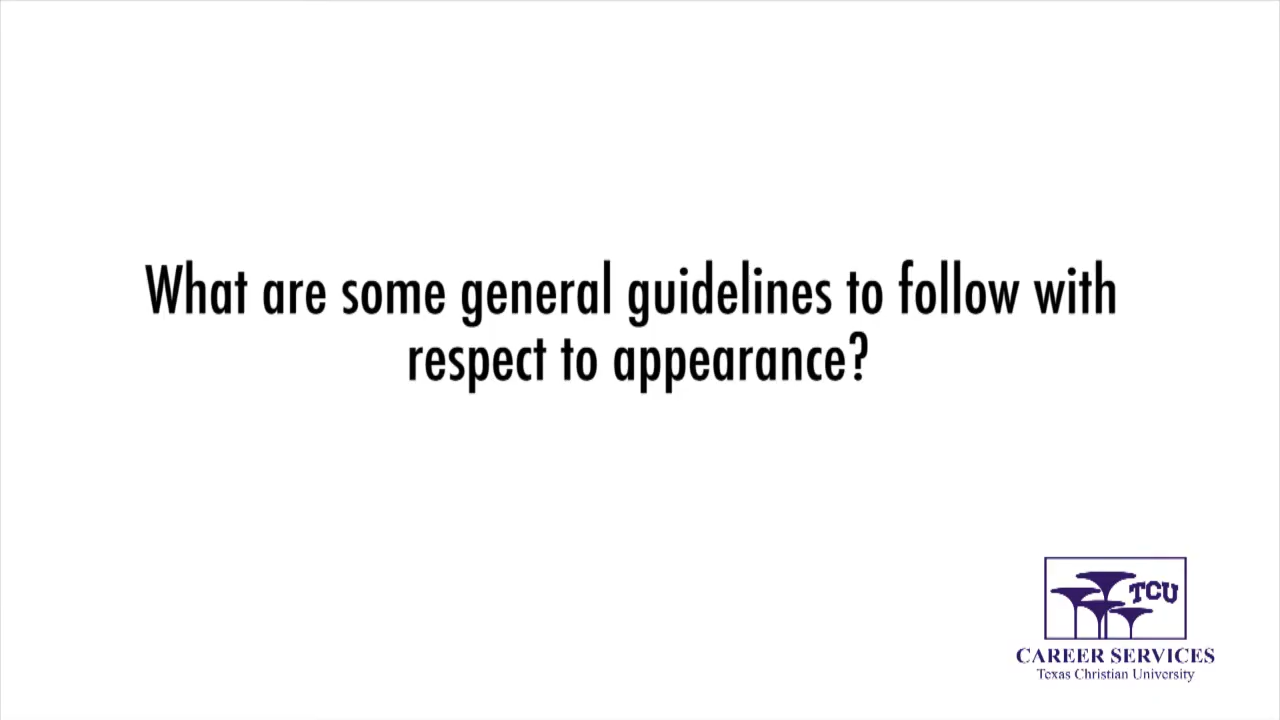 What are some general guidelines to follow with
respect to appearance?
TCU
CAREER SERVICES
Texas Christian University